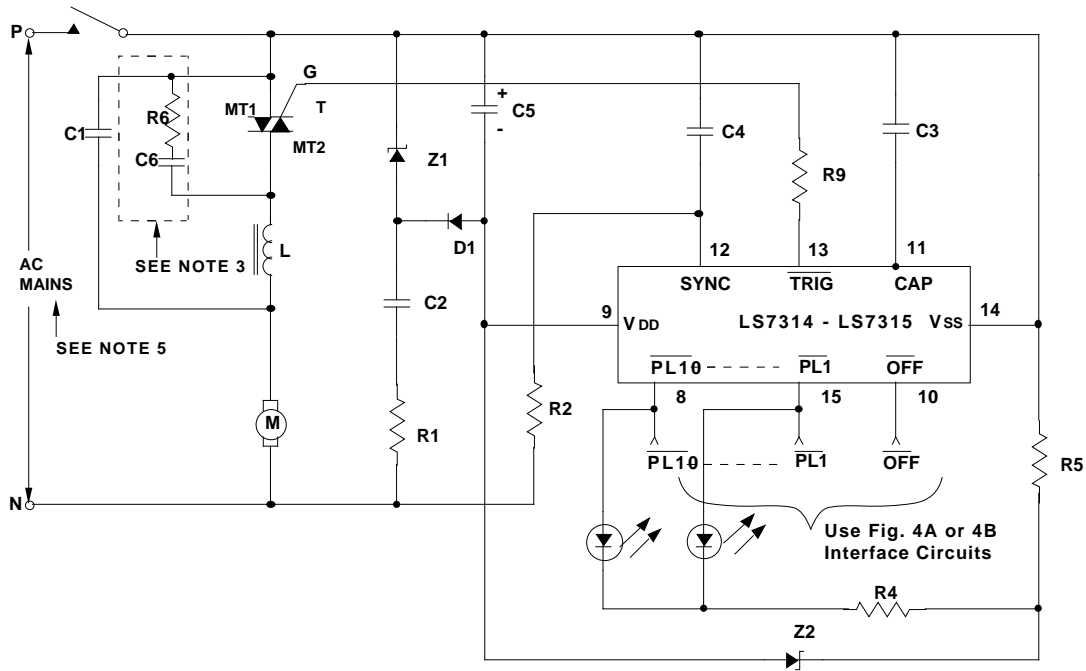 P
G
MT1
T
+
C5
-
R6
C1
MT2
C4
C3
C6
Z1
R9
D1
12
13
11
L
SEE NOTE 3
AC
MAINS
C2
SYNC
TRIG
CAP
9
VDD
LS7314 - LS7315
VSS
14
SEE NOTE 5
PL10 - - - - - - PL1
OFF
8
15
10
R2
M
R1
PL10 - - - - - - PL1
OFF
R5
N
Use Fig. 4A or 4B
Interface Circuits
R4
Z2